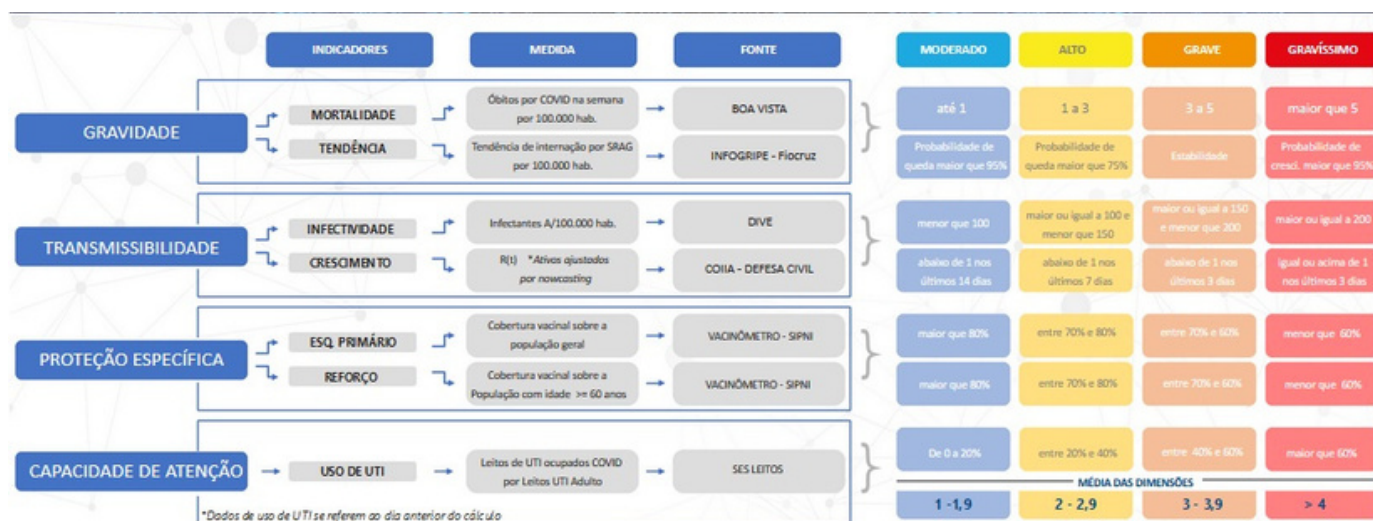 INDICADORES
MEDIDA
FONTE
MODERADO
ALTO
GRAVE
GRAVÍSSIMO
GRAVIDADE
MORTALIDADE
Óbitos por COVID na semana
por 100.000 hab.
BOA VISTA
até 1
1 a 3
3 a 5
maior que 5
TENDÊNCIA
Tendência de internação por SRAG
por 100.000 hab.
INFOGRIPE - Fiocruz
Probabilidade de
queda maior que 95%
Probabilidade de
queda maior que 75%
Estabilidade
Probabilidade de
cresci. maior que 95%
TRANSMISSIBILIDADE
INFECTIVIDADE
Infectantes A/100.000 hab.
DIVE
menor que 100
maior ou igual a 100 e
menor que 150
maior ou igual a 150
e menor que 200
maior ou igual a 200
CRESCIMENTO
R(t) *Ativos ajustados
por nowcasting
COIIA - DEFESA CIVIL
abaixo de 1 nos
últimos 14 dias
abaixo de 1 nos
últimos 7 dias
abaixo de 1 nos
últimos 3 dias
igual ou acima de 1
nos últimos 3 dias
PROTEÇÃO ESPECÍFICA
ESQ. PRIMÁRIO
Cobertura vacinal sobre a
população geral
VACINÔMETRO - SIPNI
maior que 80%
entre 70% e 80%
entre 70% e 60%
menor que 60%
REFORÇO
Cobertura vacinal sobre a
População com idade >= 60 anos
VACINÔMETRO - SIPNI
maior que 80%
entre 70% e 80%
entre 70% e 60%
menor que 60%
CAPACIDADE DE ATENÇÃO
USO DE UTI
Leitos de UTI ocupados COVID
por Leitos UTI Adulto
SES LEITOS
De 0 a 20%
entre 20% e 40%
entre 40% e 60%
maior que 60%
MÉDIA DAS DIMENSÕES
1 -1,9
2 - 2,9
3 - 3,9
> 4
*Dados de uso de UTI se referem ao dia anterior do cálculo